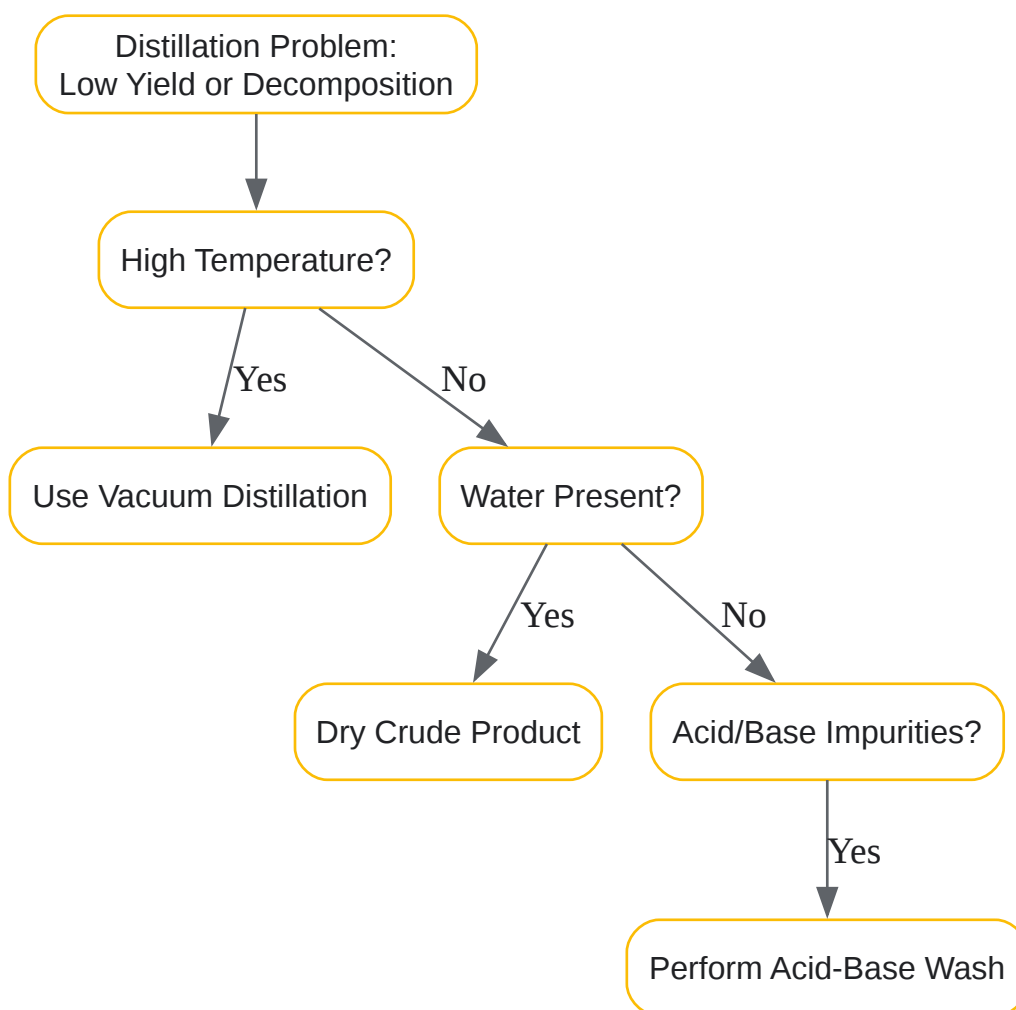 Distillation Problem:
Low Yield or Decomposition
High Temperature?
Yes
No
Use Vacuum Distillation
Water Present?
Yes
No
Dry Crude Product
Acid/Base Impurities?
Yes
Perform Acid-Base Wash